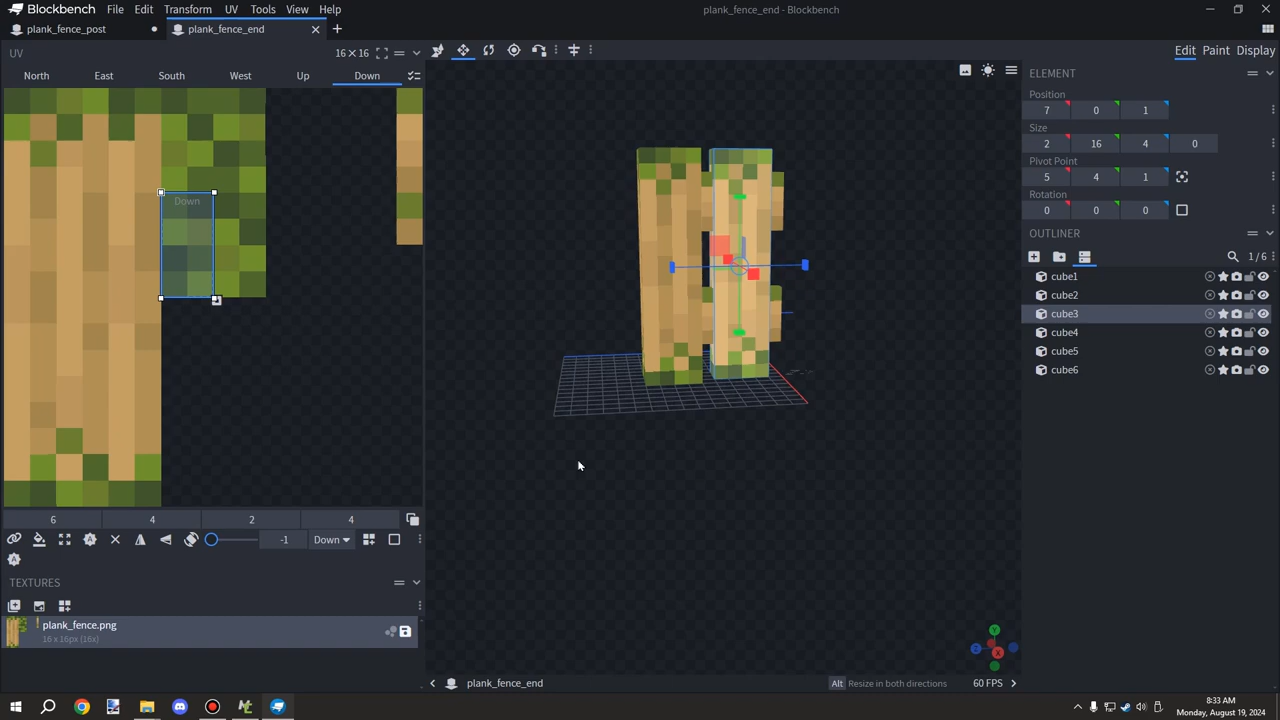 Blockbench File Edit Transform UV Tools View Help plank_fence_end - Blockbench
plank_fence_post plank_fence_end
UV 16×16
North East South West Up Down
Edit Paint Display
ELEMENT
Position
7 0 1
Size
2 16 4 0
Pivot Point
5 4 1
Rotation
0 0 0
OUTLINER
1/6
cube1
cube2
cube3
cube4
cube5
cube6
Down
6 4 2 4
-1 Down
TEXTURES
plank_fence.png
16 x 16px (16x)
Y
Z
X
plank_fence_end
Alt Resize in both directions 60 FPS
8:33 AM
Monday, August 19, 2024